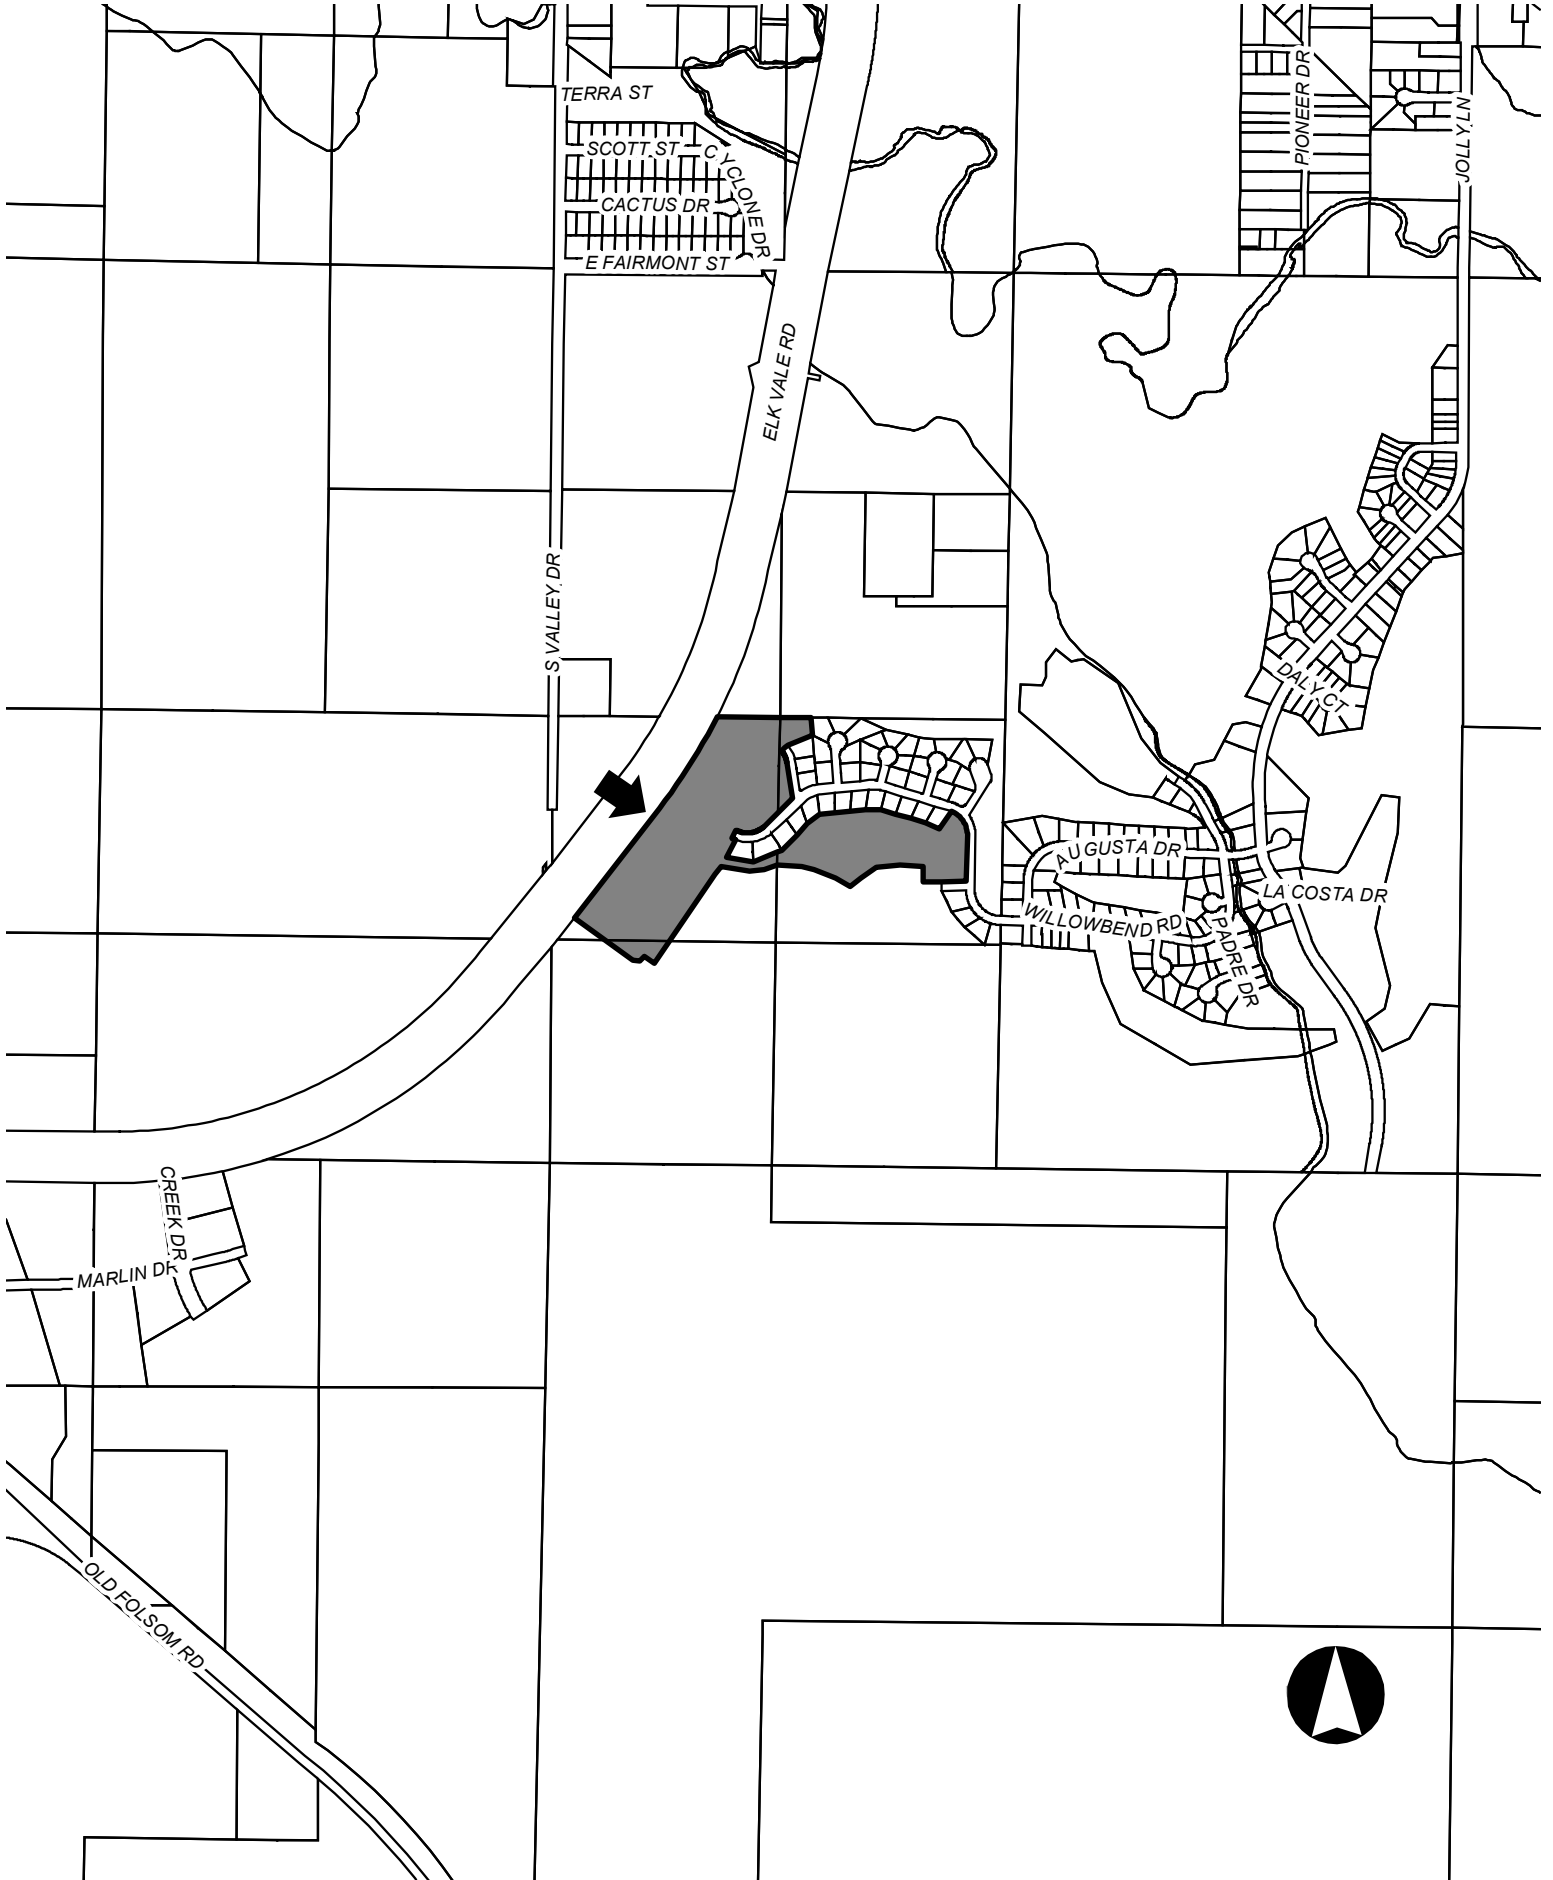 TERRA ST
SCOTT ST
CYCLONE DR
CACTUS DR
E FAIRMONT ST
PIONEER DR
JOLLY LN
ELK VALE RD
S VALLEY DR
DALY CT
AUGUSTA DR
LA COSTA DR
WILLOWBEND RD
PADRE DR
CREEK DR
MARLIN DR
OLD FOLSOM RD